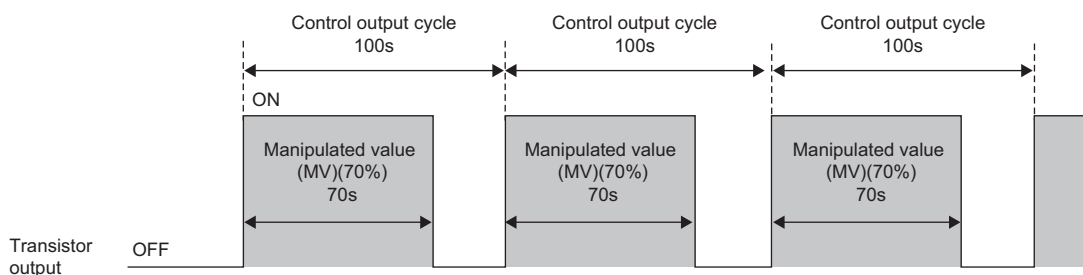 Control output cycle
100s
Control output cycle
100s
Control output cycle
100s
ON
Manipulated value
(MV)(70%)
70s
Manipulated value
(MV)(70%)
70s
Manipulated value
(MV)(70%)
70s
Transistor
output
OFF